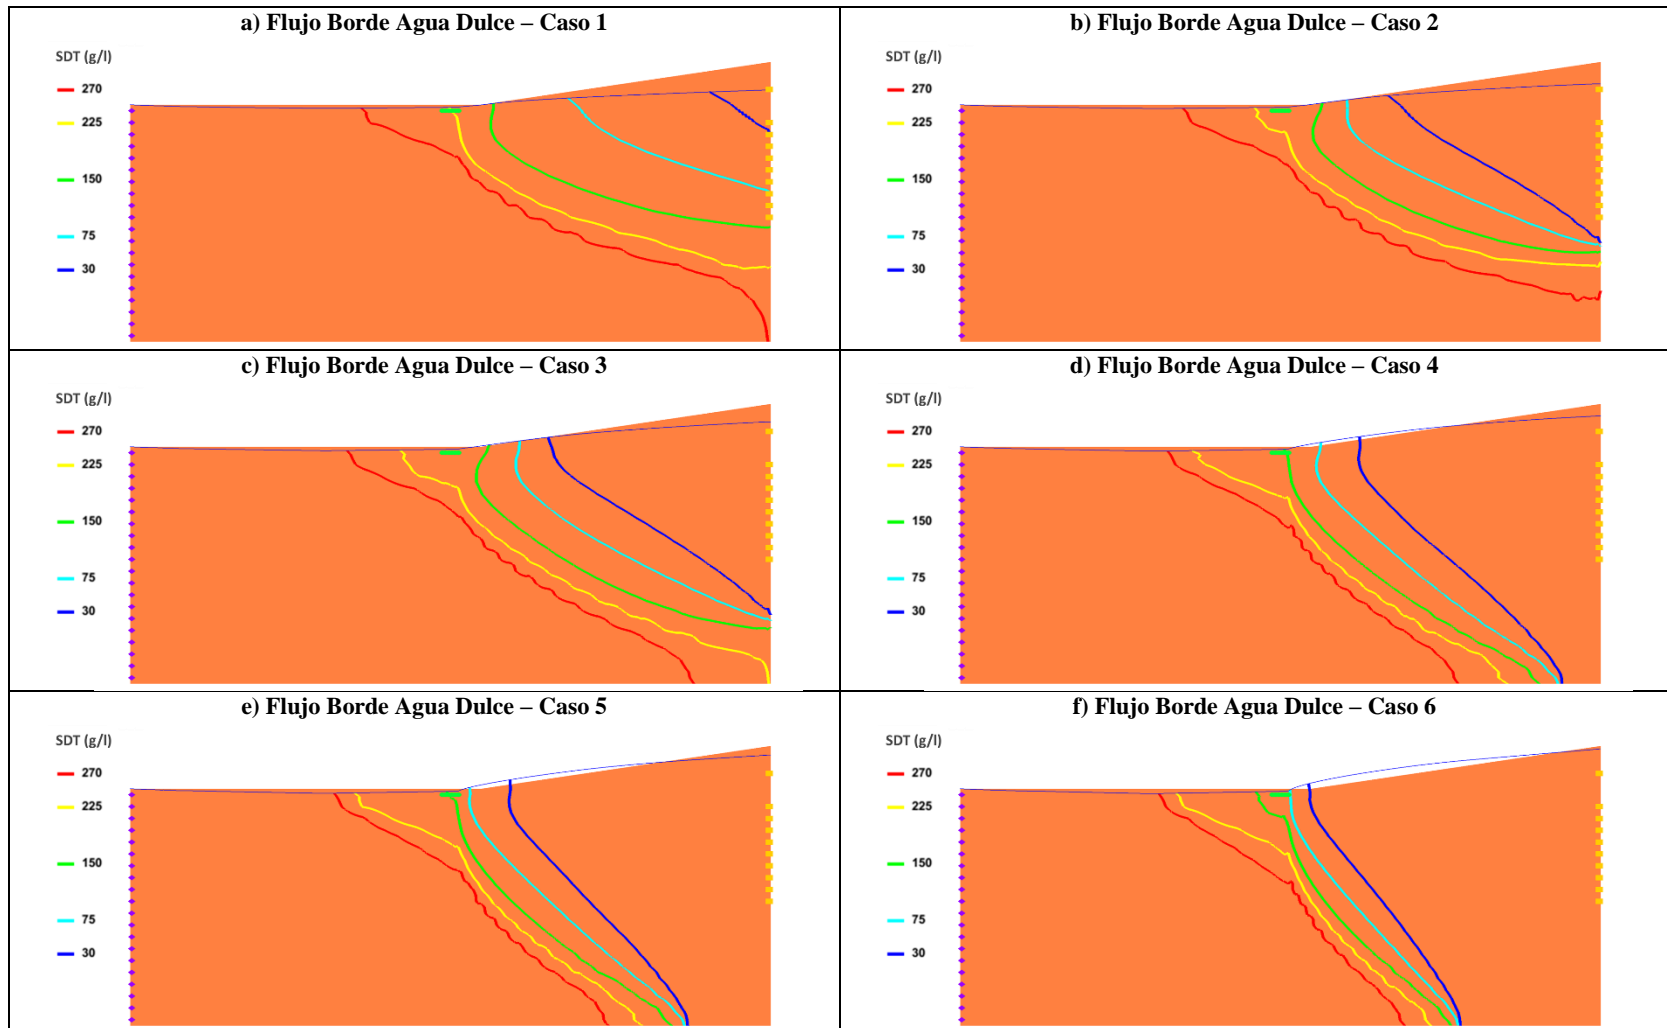 a) Flujo Borde Agua Dulce – Caso 1
SDT (g/l)
270
225
150
75
30
b) Flujo Borde Agua Dulce – Caso 2
SDT (g/l)
270
225
150
75
30
c) Flujo Borde Agua Dulce – Caso 3
SDT (g/l)
270
225
150
75
30
d) Flujo Borde Agua Dulce – Caso 4
SDT (g/l)
270
225
150
75
30
e) Flujo Borde Agua Dulce – Caso 5
SDT (g/l)
270
225
150
75
30
f) Flujo Borde Agua Dulce – Caso 6
SDT (g/l)
270
225
150
75
30